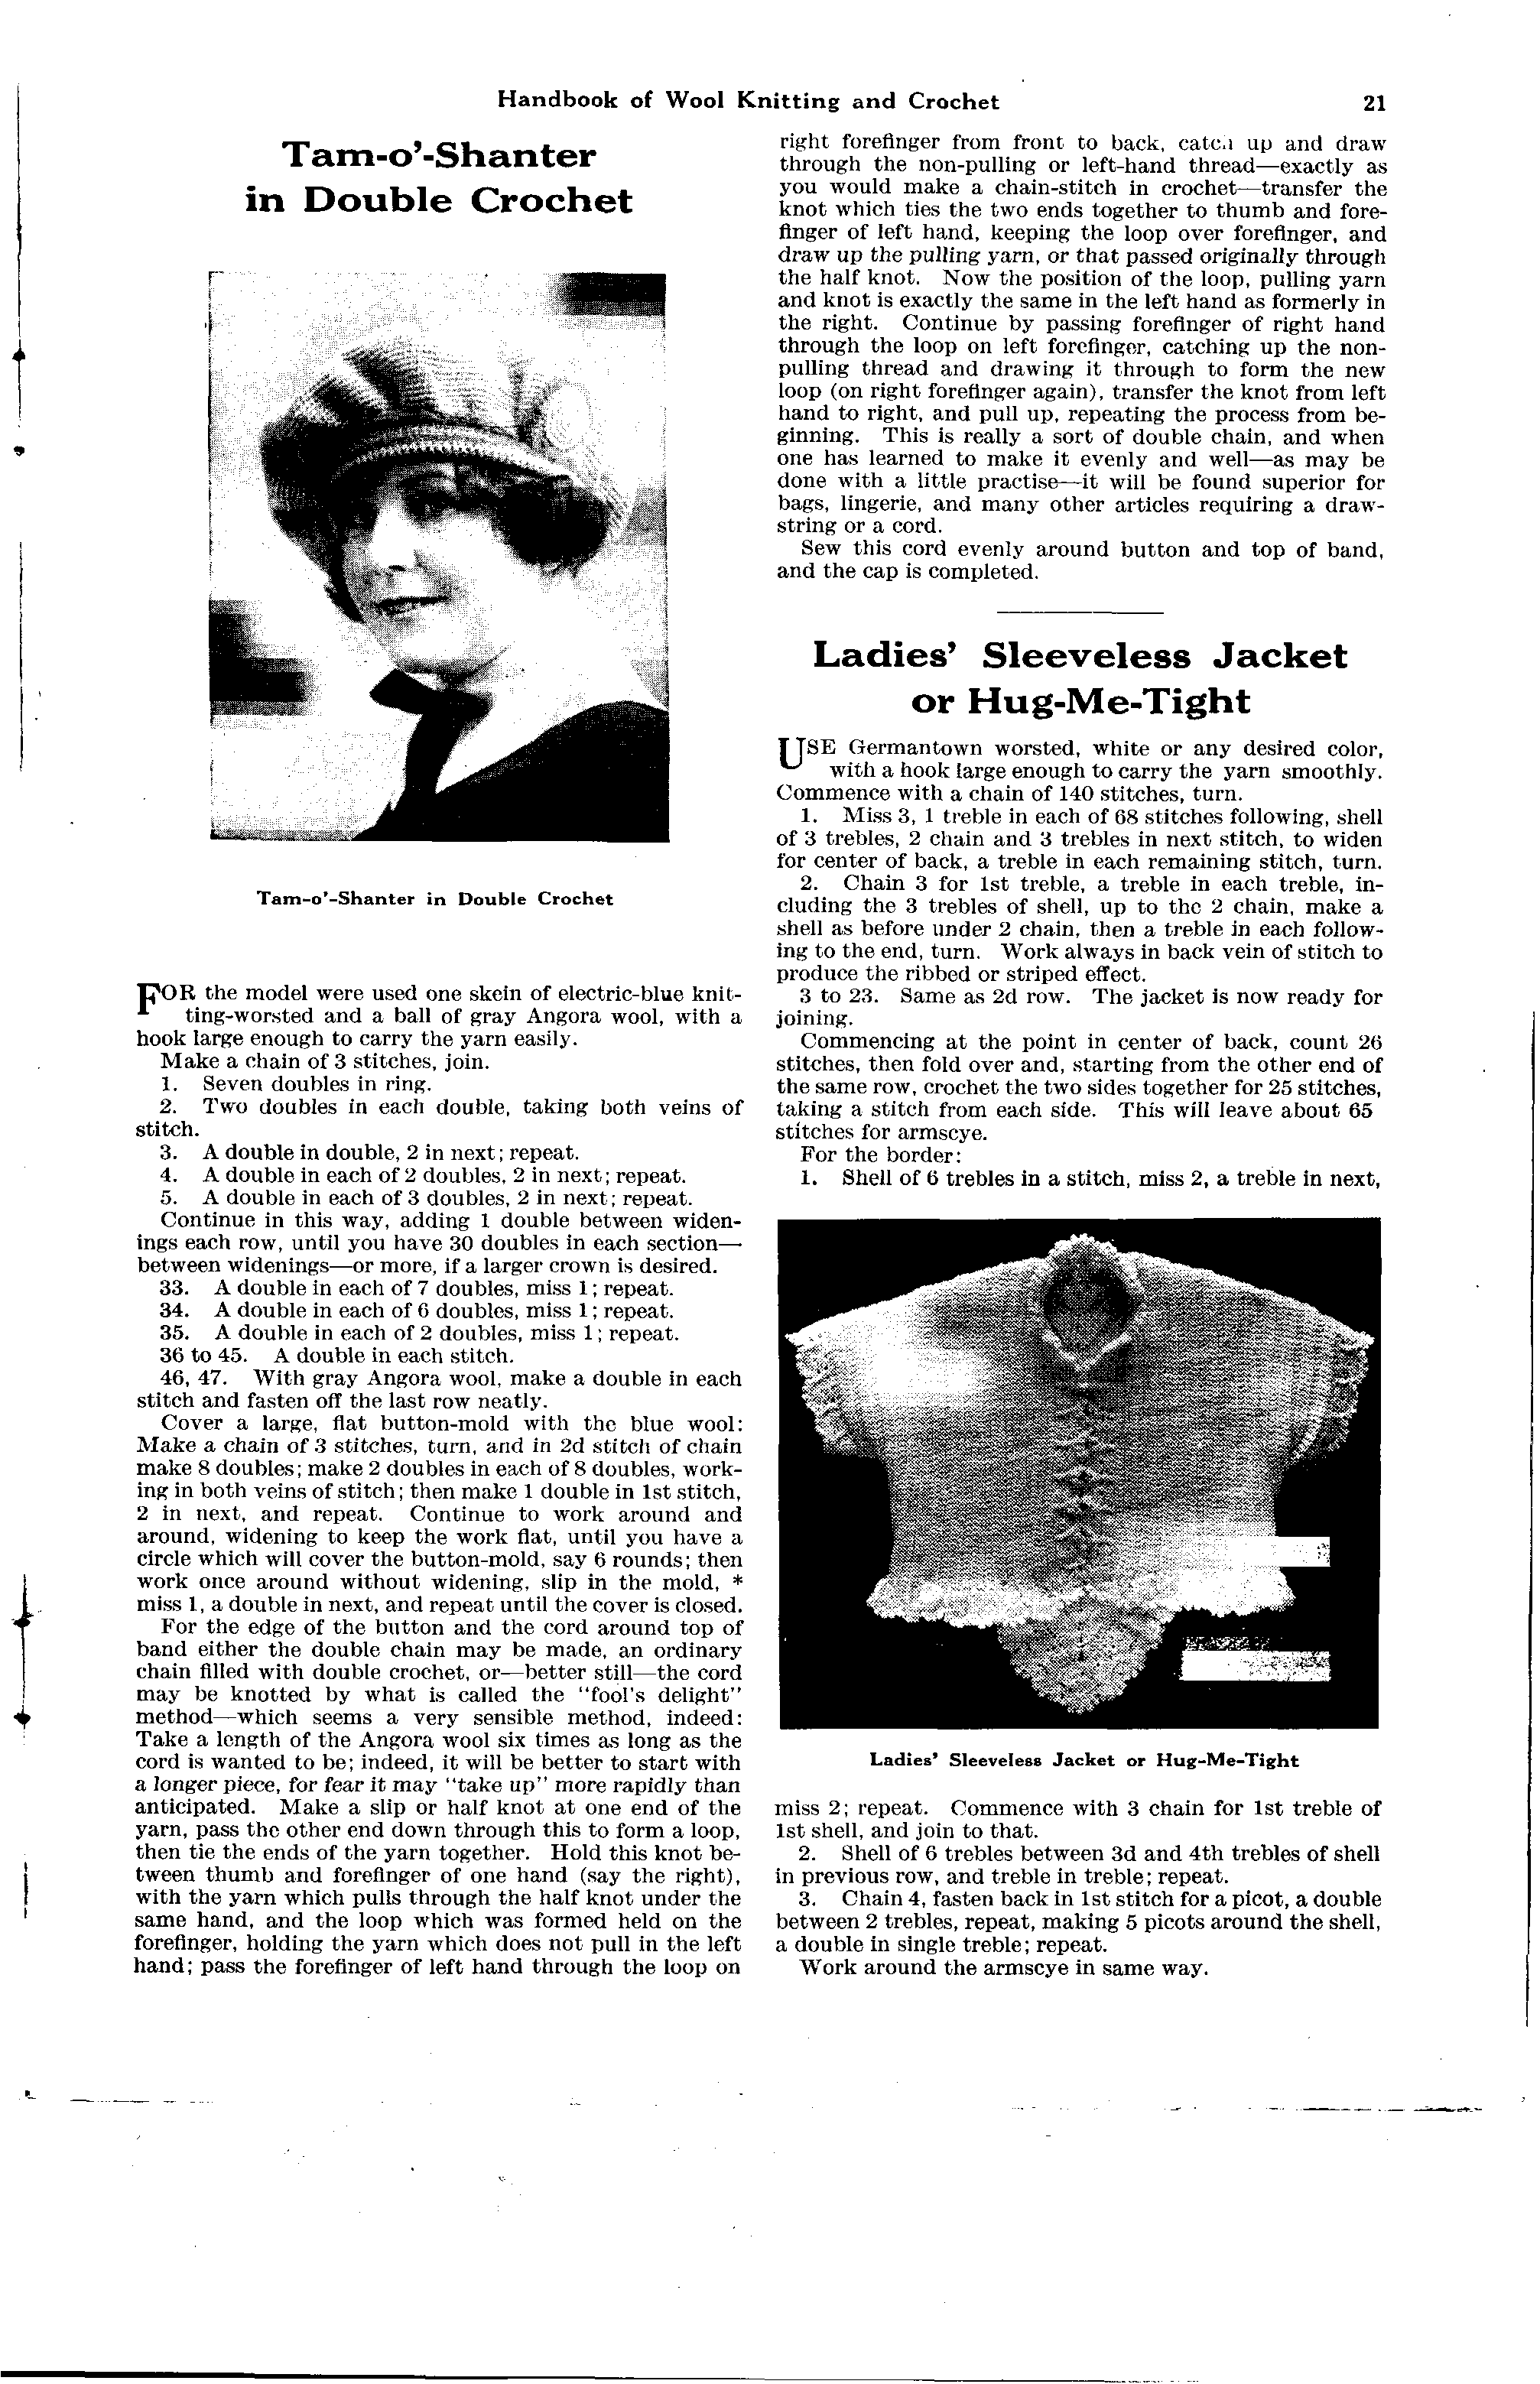 Handbook of Wool Knitting and Crochet 21
Tam-o'-Shanter
in Double Crochet
Tam-o'-Shanter in Double Crochet
FOR the model were used one skein of electric-blue knit-
ting-worsted and a ball of gray Angora wool, with a
hook large enough to carry the yarn easily.
Make a chain of 3 stitches, join.
1. Seven doubles in ring.
2. Two doubles in each double, taking both veins of
stitch.
3. A double in double, 2 in next; repeat.
4. A double in each of 2 doubles, 2 in next; repeat.
5. A double in each of 3 doubles, 2 in next; repeat.
Continue in this way, adding 1 double between widen-
ings each row, until you have 30 doubles in each section—
between widenings—or more, if a larger crown is desired.
33. A double in each of 7 doubles, miss 1; repeat.
34. A double in each of 6 doubles, miss 1; repeat.
35. A double in each of 2 doubles, miss 1; repeat.
36 to 45. A double in each stitch.
46, 47. With gray Angora wool, make a double in each
stitch and fasten off the last row neatly.
Cover a large, flat button-mold with the blue wool:
Make a chain of 3 stitches, turn, and in 2d stitch of chain
make 8 doubles; make 2 doubles in each of 8 doubles, work-
ing in both veins of stitch; then make 1 double in 1st stitch,
2 in next, and repeat. Continue to work around and
around, widening to keep the work flat, until you have a
circle which will cover the button-mold, say 6 rounds; then
work once around without widening, slip in the mold, *
miss 1, a double in next, and repeat until the cover is closed.
For the edge of the button and the cord around top of
band either the double chain may be made, an ordinary
chain filled with double crochet, or—better still—the cord
may be knotted by what is called the "fool's delight"
method—which seems a very sensible method, indeed:
Take a length of the Angora wool six times as long as the
cord is wanted to be; indeed, it will be better to start with
a longer piece, for fear it may "take up" more rapidly than
anticipated. Make a slip or half knot at one end of the
yarn, pass the other end down through this to form a loop,
then tie the ends of the yarn together. Hold this knot be-
tween thumb and forefinger of one hand (say the right),
with the yarn which pulls through the half knot under the
same hand, and the loop which was formed held on the
forefinger, holding the yarn which does not pull in the left
hand; pass the forefinger of left hand through the loop on
right forefinger from front to back, catch up and draw
through the non-pulling or left-hand thread—exactly as
you would make a chain-stitch in crochet—transfer the
knot which ties the two ends together to thumb and fore-
finger of left hand, keeping the loop over forefinger, and
draw up the pulling yarn, or that passed originally through
the half knot. Now the position of the loop, pulling yarn
and knot is exactly the same in the left hand as formerly in
the right. Continue by passing forefinger of right hand
through the loop on left forefinger, catching up the non-
pulling thread and drawing it through to form the new
loop (on right forefinger again), transfer the knot from left
hand to right, and pull up, repeating the process from be-
ginning. This is really a sort of double chain, and when
one has learned to make it evenly and well—as may be
done with a little practise—it will be found superior for
bags, lingerie, and many other articles requiring a draw-
string or a cord.
Sew this cord evenly around button and top of band,
and the cap is completed.
Ladies' Sleeveless Jacket
or Hug-Me-Tight
USE Germantown worsted, white or any desired color,
with a hook large enough to carry the yarn smoothly.
Commence with a chain of 140 stitches, turn.
1. Miss 3, 1 treble in each of 68 stitches following, shell
of 3 trebles, 2 chain and 3 trebles in next stitch, to widen
for center of back, a treble in each remaining stitch, turn.
2. Chain 3 for 1st treble, a treble in each treble, in-
cluding the 3 trebles of shell, up to the 2 chain, make a
shell as before under 2 chain, then a treble in each follow-
ing to the end, turn. Work always in back vein of stitch to
produce the ribbed or striped effect.
3 to 23. Same as 2d row. The jacket is now ready for
joining.
Commencing at the point in center of back, count 26
stitches, then fold over and, starting from the other end of
the same row, crochet the two sides together for 25 stitches,
taking a stitch from each side. This will leave about 65
stitches for armscye.
For the border:
1. Shell of 6 trebles in a stitch, miss 2, a treble in next,
Ladies' Sleeveless Jacket or Hug-Me-Tight
miss 2; repeat. Commence with 3 chain for 1st treble of
1st shell, and join to that.
2. Shell of 6 trebles between 3d and 4th trebles of shell
in previous row, and treble in treble; repeat.
3. Chain 4, fasten back in 1st stitch for a picot, a double
between 2 trebles, repeat, making 5 picots around the shell,
a double in single treble; repeat.
Work around the armscye in same way.